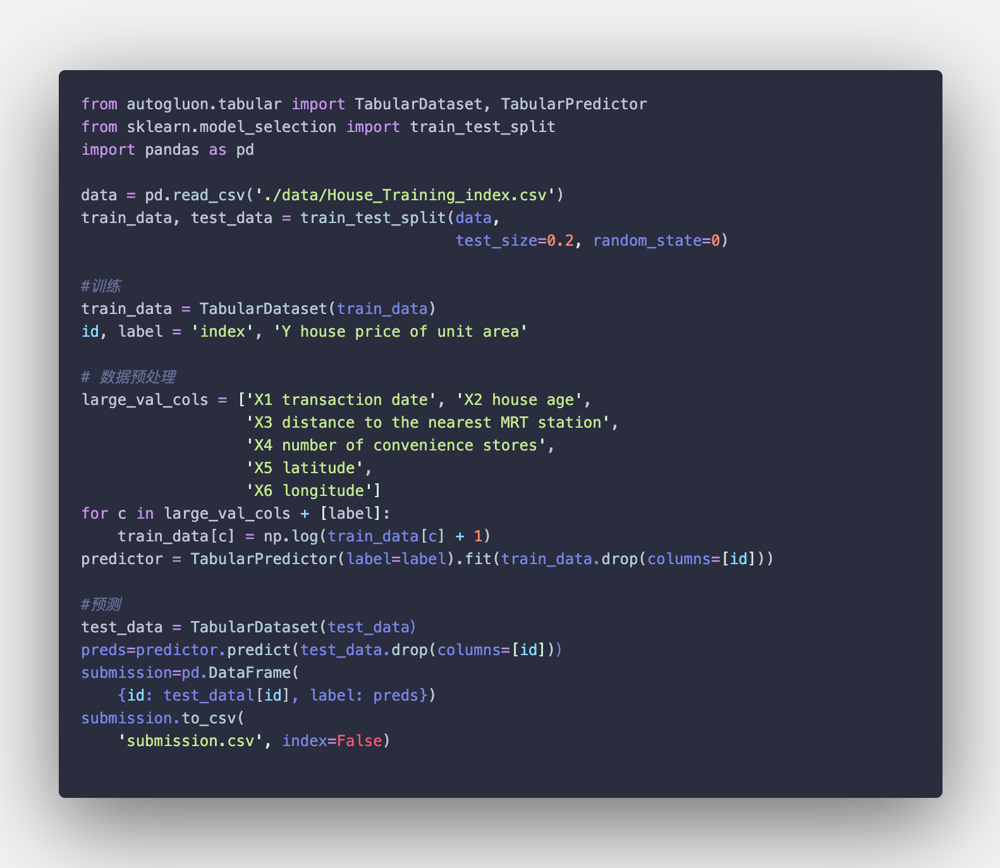 from autogluon.tabular import TabularDataset, TabularPredictor
from sklearn.model_selection import train_test_split
import pandas as pd
data = pd.read_csv('./data/House_Training_index.csv')
train_data, test_data = train_test_split(data,
test_size=0.2, random_state=0)
#训练
train_data = TabularDataset(train_data)
id, label = 'index', 'Y house price of unit area'
# 数据预处理
large_val_cols = ['X1 transaction date', 'X2 house age',
'X3 distance to the nearest MRT station',
'X4 number of convenience stores',
'X5 latitude',
'X6 longitude']
for c in large_val_cols + [label]:
train_data[c] = np.log(train_data[c] + 1)
predictor = TabularPredictor(label=label).fit(train_data.drop(columns=[id]))
#预测
test_data = TabularDataset(test_data)
preds=predictor.predict(test_data.drop(columns=[id]))
submission=pd.DataFrame(
{id: test_datal[id], label: preds})
submission.to_csv(
'submission.csv', index=False)